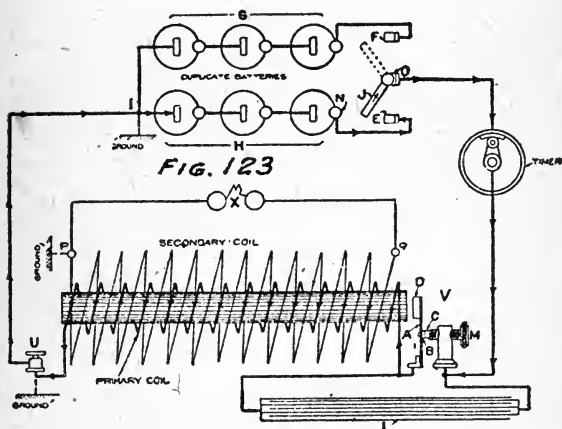 G
F
DUPLICATE BATTERIES
O
S
I
N
E
GROUND
H
FIG. 123
TIMER
X
P
SECONDARY COIL
Q
GROUND
D
V
A
C
M
B
U
PRIMARY COIL
GROUND